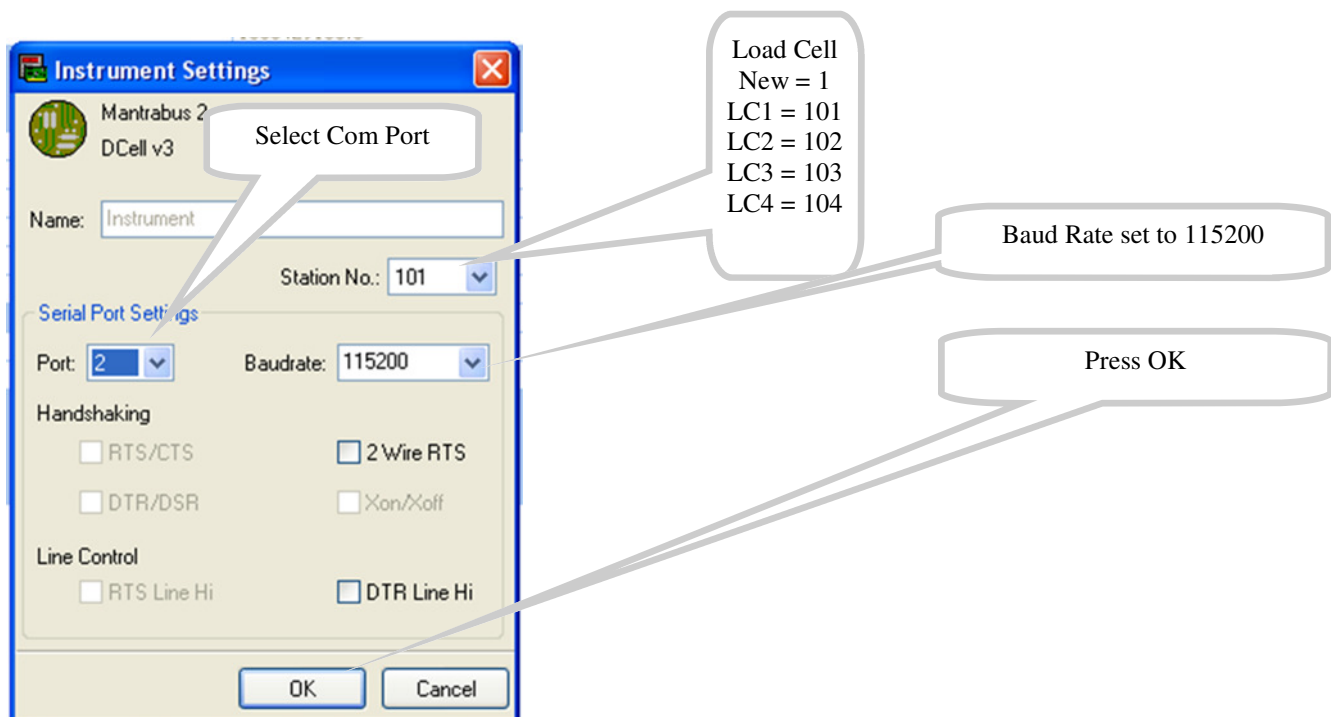 Instrument Settings
Mantrabus 2
DCell v3
Select Com Port
Load Cell
New = 1
LC1 = 101
LC2 = 102
LC3 = 103
LC4 = 104
Name: Instrument
Station No.: 101
Baud Rate set to 115200
Serial Port Settings
Port: 2 Baudrate: 115200
Press OK
Handshaking
RTS/CTS 2 Wire RTS
DTR/DSR Xon/Xoff
Line Control
RTS Line Hi DTR Line Hi
OK Cancel